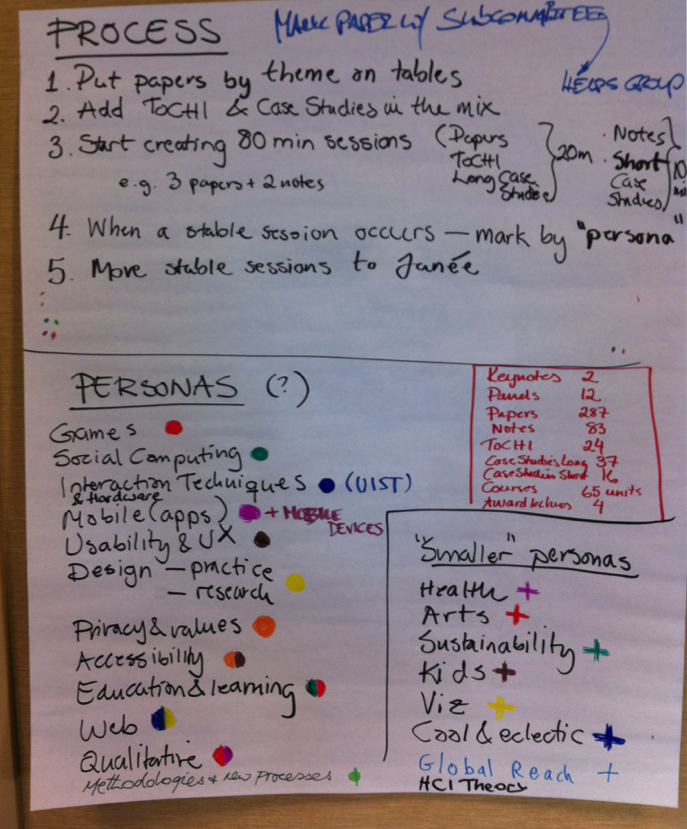 PROCESS
MARK PAPER W/ SUBCOMMITTEE
HELPS GROUP
1. Put papers by theme on tables
2. Add TOCHI & Case Studies in the mix
3. Start creating 80 min sessions
(Papers
TOCHI
Long Case
Studies
20m
• Notes
• Short
Case
Studies
10
min
e.g. 3 papers + 2 notes
4. When a stable session occurs — mark by "persona"
5. Move stable sessions to Janée
PERSONAS (?)
Games
Social Computing
Interaction Techniques (UIST)
& Hardware
Mobile (apps) + MOBILE
DEVICES
Usability & UX
Design — practice
— research
Privacy & values
Accessibility
Education & learning
Web
Qualitative
Methodologies + new Processes
Keynotes 2
Panels 12
Papers 287
Notes 83
TOCHI 24
Case Studies Long 37
Case Studies Short 16
Courses 65 units
Award lectures 4
"Smaller" personas
Health +
Arts +
Sustainability +
Kids +
Viz +
Cool & eclectic +
Global Reach +
HCI Theory